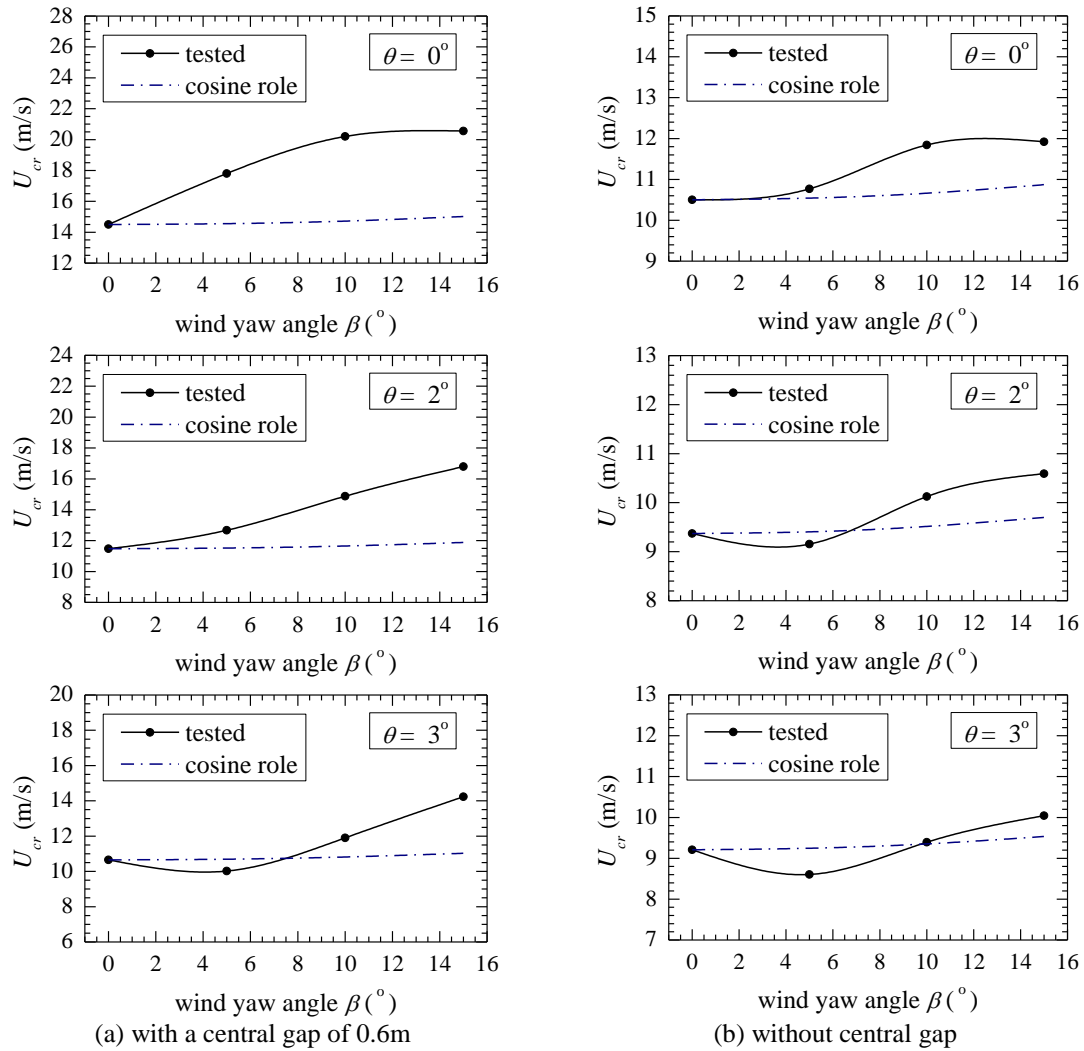 28
26
24
22
20
18
16
14
12
U_cr (m/s)
tested
cosine role
θ = 0°
0 2 4 6 8 10 12 14 16
wind yaw angle β (°)
15
14
13
12
11
10
9
U_cr (m/s)
tested
cosine role
θ = 0°
0 2 4 6 8 10 12 14 16
wind yaw angle β (°)
24
22
20
18
16
14
12
10
8
U_cr (m/s)
tested
cosine role
θ = 2°
0 2 4 6 8 10 12 14 16
wind yaw angle β (°)
13
12
11
10
9
8
U_cr (m/s)
tested
cosine role
θ = 2°
0 2 4 6 8 10 12 14 16
wind yaw angle β (°)
20
18
16
14
12
10
8
6
U_cr (m/s)
tested
cosine role
θ = 3°
0 2 4 6 8 10 12 14 16
wind yaw angle β (°)
13
12
11
10
9
8
7
U_cr (m/s)
tested
cosine role
θ = 3°
0 2 4 6 8 10 12 14 16
wind yaw angle β (°)
(a) with a central gap of 0.6m
(b) without central gap